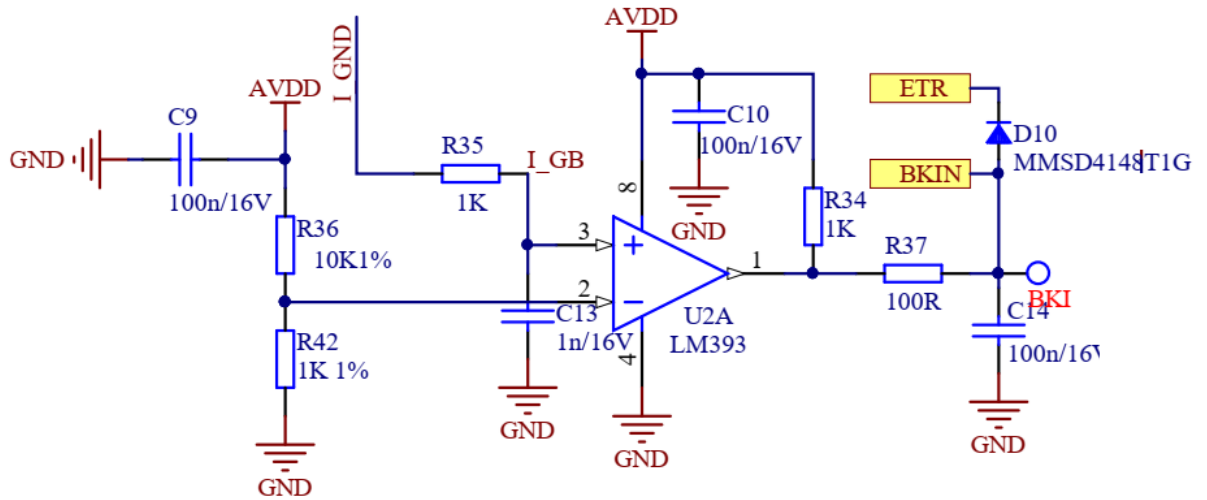 AVDD
I_GND
ETR
C9
AVDD
C10
100n/16V
D10
MMSD4148T1G
GND
R35
I_GB
BKIN
100n/16V
1K
8
GND
R34
1K
R36
10K1%
3
+
1
R37
100R
2
−
C13
1n/16V
U2A
LM393
BKI
C14
100n/16V
R42
1K 1%
4
GND
GND
GND
GND